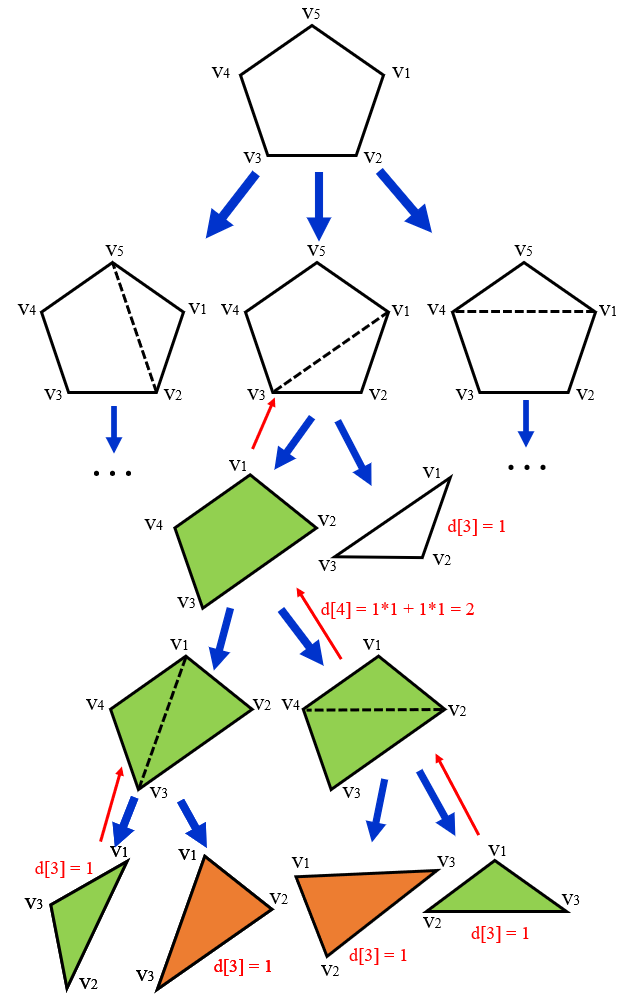 V5
V4 V1
V3 V2
V5 V5 V5
V4 V1 V4 V1 V4 V1
V3 V2 V3 V2 V3 V2
. . . . . .
V1 V1
V4 V2 d[3] = 1
V3 V3 V2
d[4] = 1*1 + 1*1 = 2
V1 V1
V4 V2 V4 V2
V3 V3
V1 V1 V1 V3 V1
d[3] = 1
V3 V2 V2 V3
V2 V3 d[3] = 1 V2 d[3] = 1 d[3] = 1